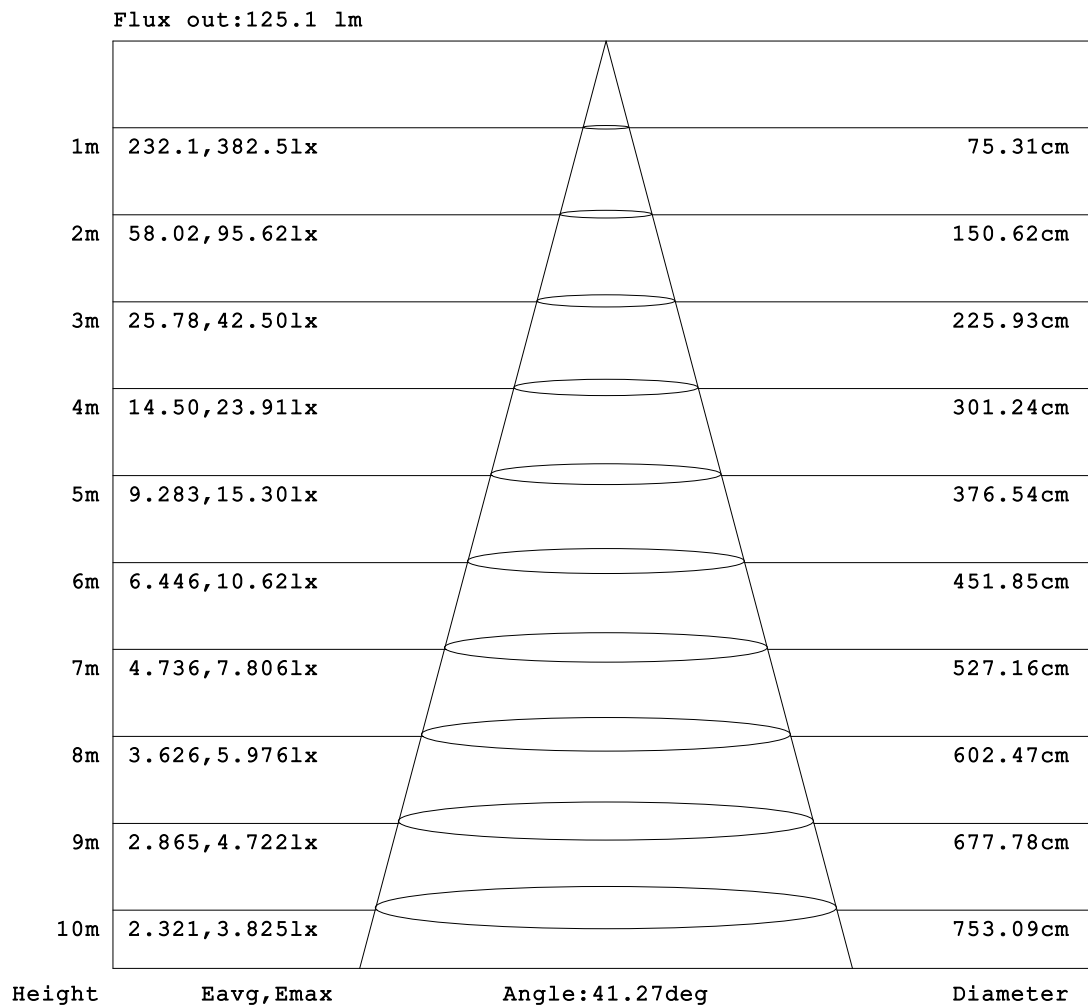 Flux out:125.1 lm
1m 232.1,382.5lx 75.31cm
2m 58.02,95.62lx 150.62cm
3m 25.78,42.50lx 225.93cm
4m 14.50,23.91lx 301.24cm
5m 9.283,15.30lx 376.54cm
6m 6.446,10.62lx 451.85cm
7m 4.736,7.806lx 527.16cm
8m 3.626,5.976lx 602.47cm
9m 2.865,4.722lx 677.78cm
10m 2.321,3.825lx 753.09cm
Height Eavg,Emax Angle:41.27deg Diameter